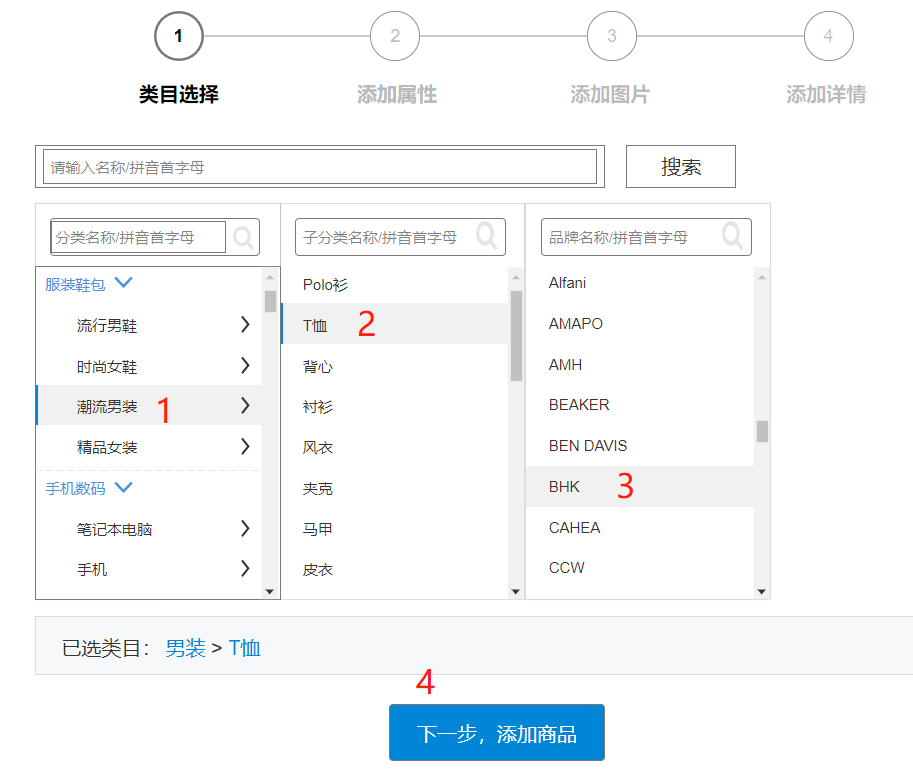 1 2 3 4
类目选择 添加属性 添加图片 添加详情
请输入名称/拼音首字母 搜索
分类名称/拼音首字母 子分类名称/拼音首字母 品牌名称/拼音首字母
服装鞋包 Polo衫 Alfani
流行男鞋 T恤 2 AMAPO
时尚女鞋 背心 AMH
潮流男装 1 衬衫 BEAKER
精品女装 风衣 BEN DAVIS
手机数码 夹克 BHK 3
笔记本电脑 马甲 CAHEA
手机 皮衣 CCW
已选类目： 男装 > T恤
4
下一步，添加商品